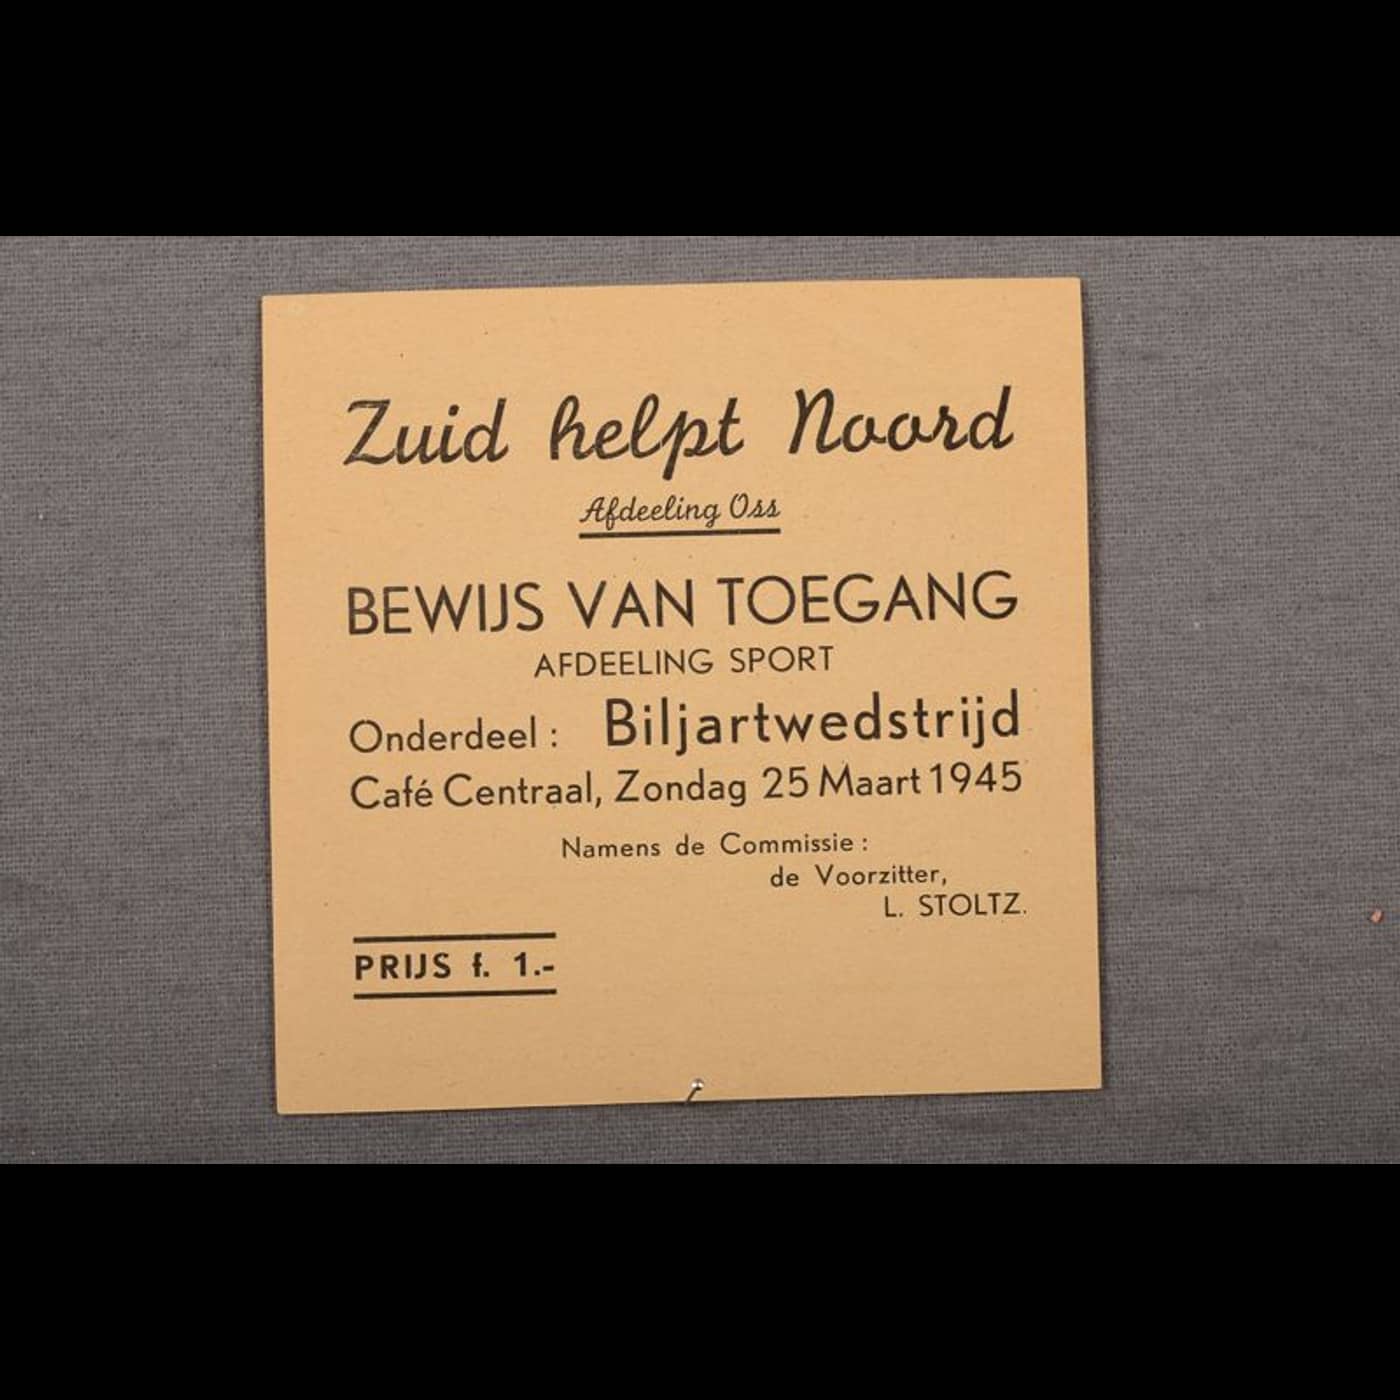 Zuid helpt Noord
Afdeeling Oss
BEWIJS VAN TOEGANG
AFDEELING SPORT
Onderdeel : Biljartwedstrijd
Café Centraal, Zondag 25 Maart 1945
Namens de Commissie :
de Voorzitter,
L. STOLTZ.
PRIJS f. 1.-